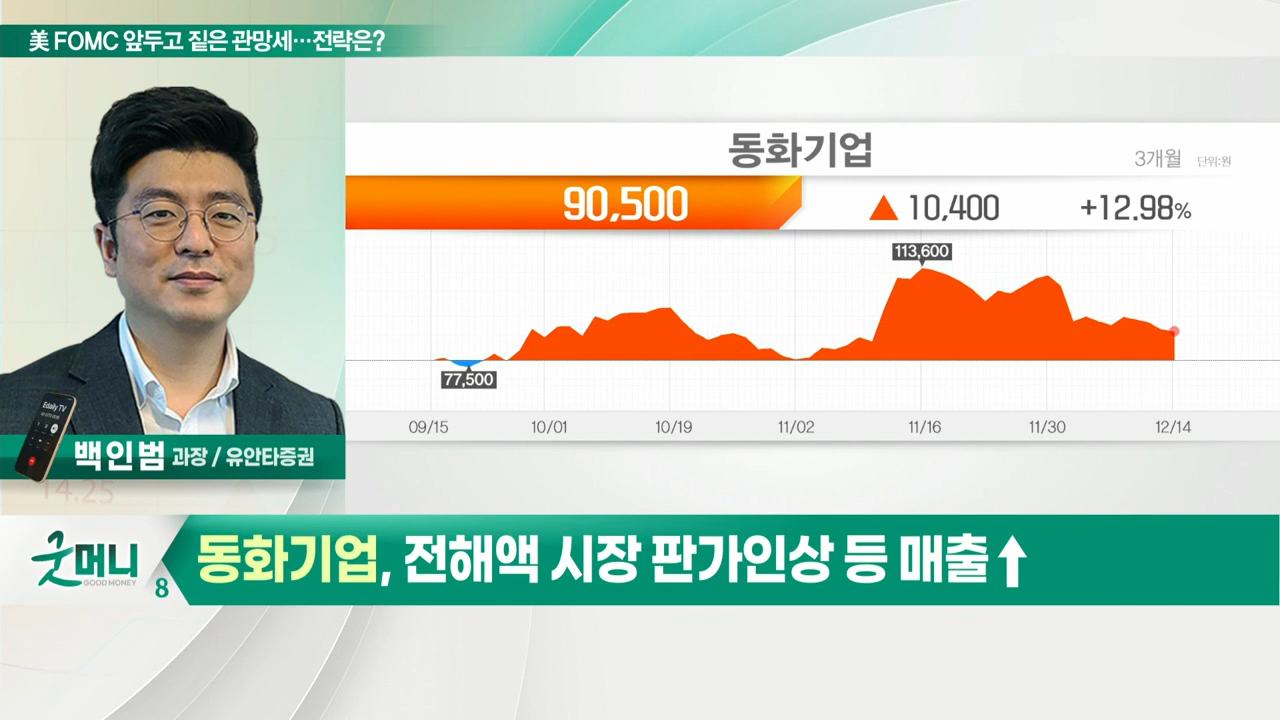 美 FOMC 앞두고 짙은 관망세…전략은?
동화기업
3개월 단위:원
90,500 ▲ 10,400 +12.98%
113,600
77,500
09/15 10/01 10/19 11/02 11/16 11/30 12/14
Edaily TV
백인범 과장 / 유안타증권
14.25
굿머니
GOOD MONEY
8
동화기업, 전해액 시장 판가인상 등 매출↑